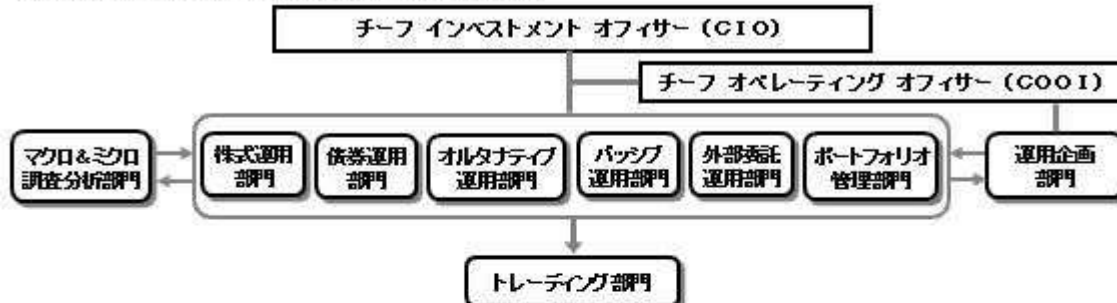 チーフ インベストメント オフィサー (CIO)
チーフ オペレーティング オフィサー (COOI)
マクロ&ミクロ
調査分析部門
株式運用
部門
債券運用
部門
オルタナティブ
運用部門
パッシブ
運用部門
外部委託
運用部門
ポートフォリオ
管理部門
運用企画
部門
トレーディング部門